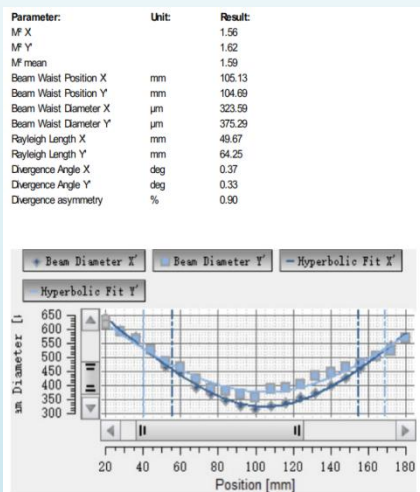 Parameter: Unit: Result:
M² X 1.56
M² Y' 1.62
M² mean 1.59
Beam Waist Position X mm 105.13
Beam Waist Position Y' mm 104.69
Beam Waist Diameter X µm 323.59
Beam Waist Diameter Y' µm 375.29
Rayleigh Length X mm 49.67
Rayleigh Length Y' mm 64.25
Divergence Angle X deg 0.37
Divergence Angle Y' deg 0.33
Divergence asymmetry % 0.90
Beam Diameter X' Beam Diameter Y' Hyperbolic Fit X'
Hyperbolic Fit Y'
650
600
550
500
450
400
350
300
Diameter
20 40 60 80 100 120 140 160 180
Position [mm]